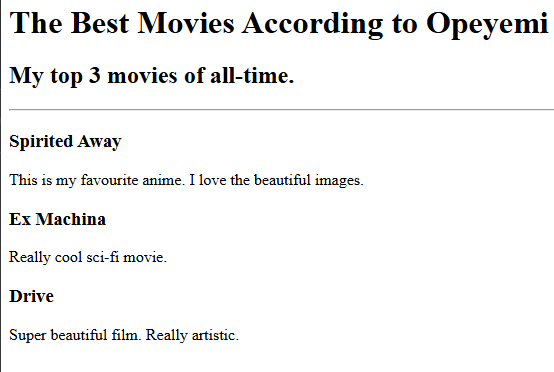 The Best Movies According to Opeyemi
My top 3 movies of all-time.
Spirited Away
This is my favourite anime. I love the beautiful images.
Ex Machina
Really cool sci-fi movie.
Drive
Super beautiful film. Really artistic.